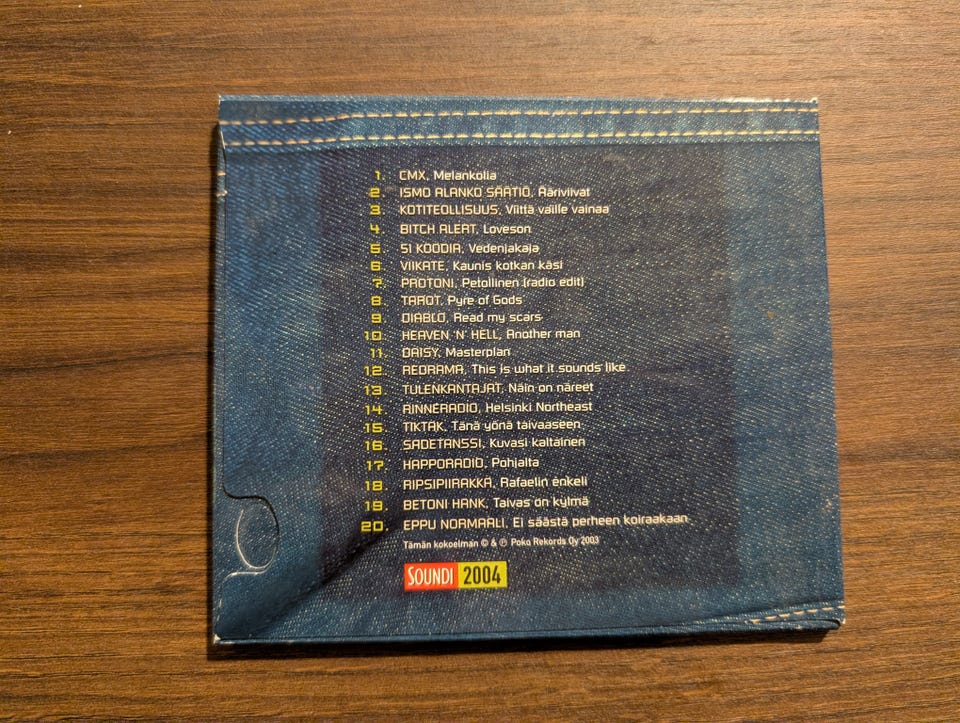 1. CMX, Melankolia
2. ISMO ALANKO SÄÄTIÖ, Ääriviivat
3. KOTITEOLLISUUS, Viittä vaille vainaa
4. BITCH ALERT, Loveson
5. 51 KOODIA, Vedenjakaja
6. VIIKATE, Kaunis kotkan käsi
7. PROTONI, Petollinen (radio edit)
8. TAROT, Pyre of Gods
9. DIABLO, Read my scars
10. HEAVEN 'N' HELL, Another man
11. DAISY, Masterplan
12. REDRAMA, This is what it sounds like
13. TULENKANTAJAT, Näin on näreet
14. RINNERADIO, Helsinki Northeast
15. TIKTAK, Tänä yönä taivaaseen
16. SADETANSSI, Kuvasi kaltainen
17. HAPPORADIO, Pohjalta
18. RIPSIPIIRAKKA, Rafaelin enkeli
19. BETONI HANK, Taivas on kylmä
20. EPPU NORMAALI, Ei säästä perheen koiraakaan
Tämän kokoelman © & ℗ Poko Rekords Oy 2003
SOUNDI 2004